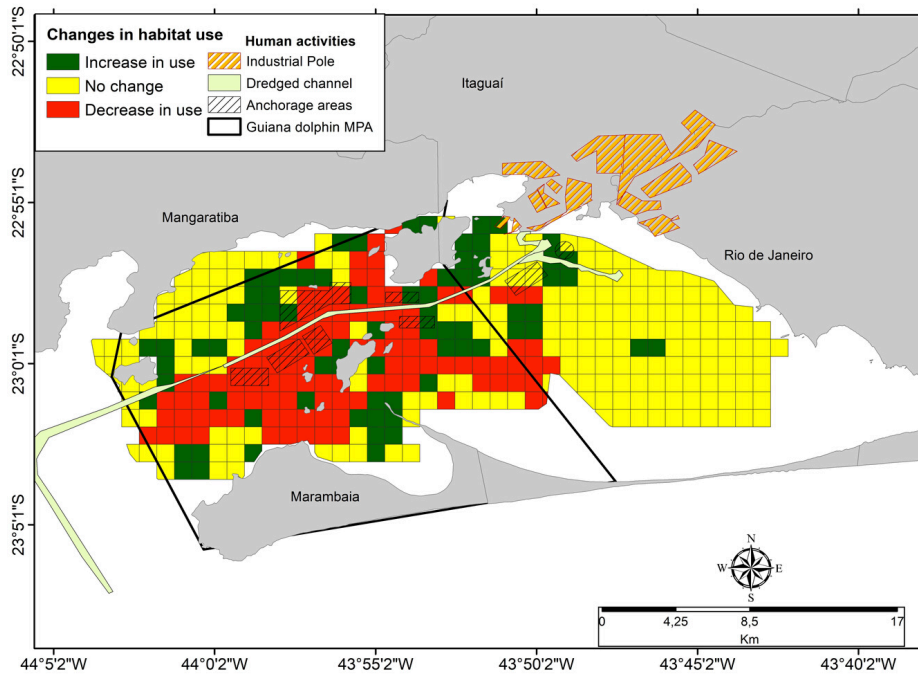 Changes in habitat use
Increase in use
No change
Decrease in use
Human activities
Industrial Pole
Dredged channel
Anchorage areas
Guiana dolphin MPA
Itaguaí
Mangaratiba
Rio de Janeiro
Marambaia
22°50'1"S
22°55'1"S
23°0'1"S
23°5'1"S
N
W
E
S
0
4,25
8,5
17
Km
44°5'2"W
44°0'2"W
43°55'2"W
43°50'2"W
43°45'2"W
43°40'2"W